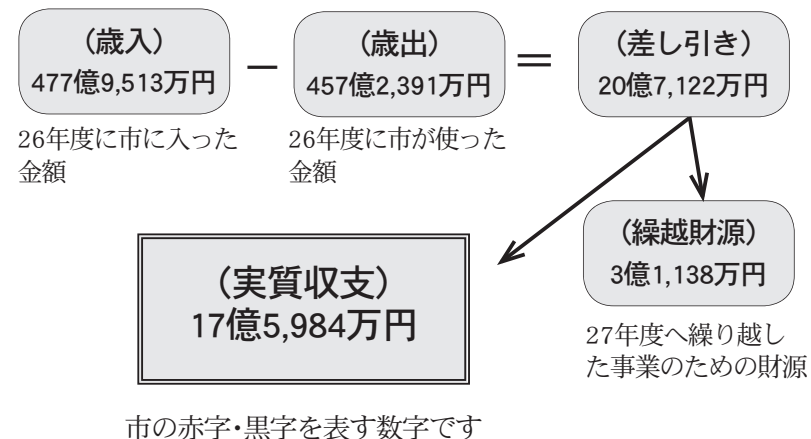 （歳入）
477億9,513万円
−
（歳出）
457億2,391万円
＝
（差し引き）
20億7,122万円
26年度に市に入った
金額
26年度に市が使った
金額
（繰越財源）
3億1,138万円
（実質収支）
17億5,984万円
27年度へ繰り越し
た事業のための財源
市の赤字・黒字を表す数字です